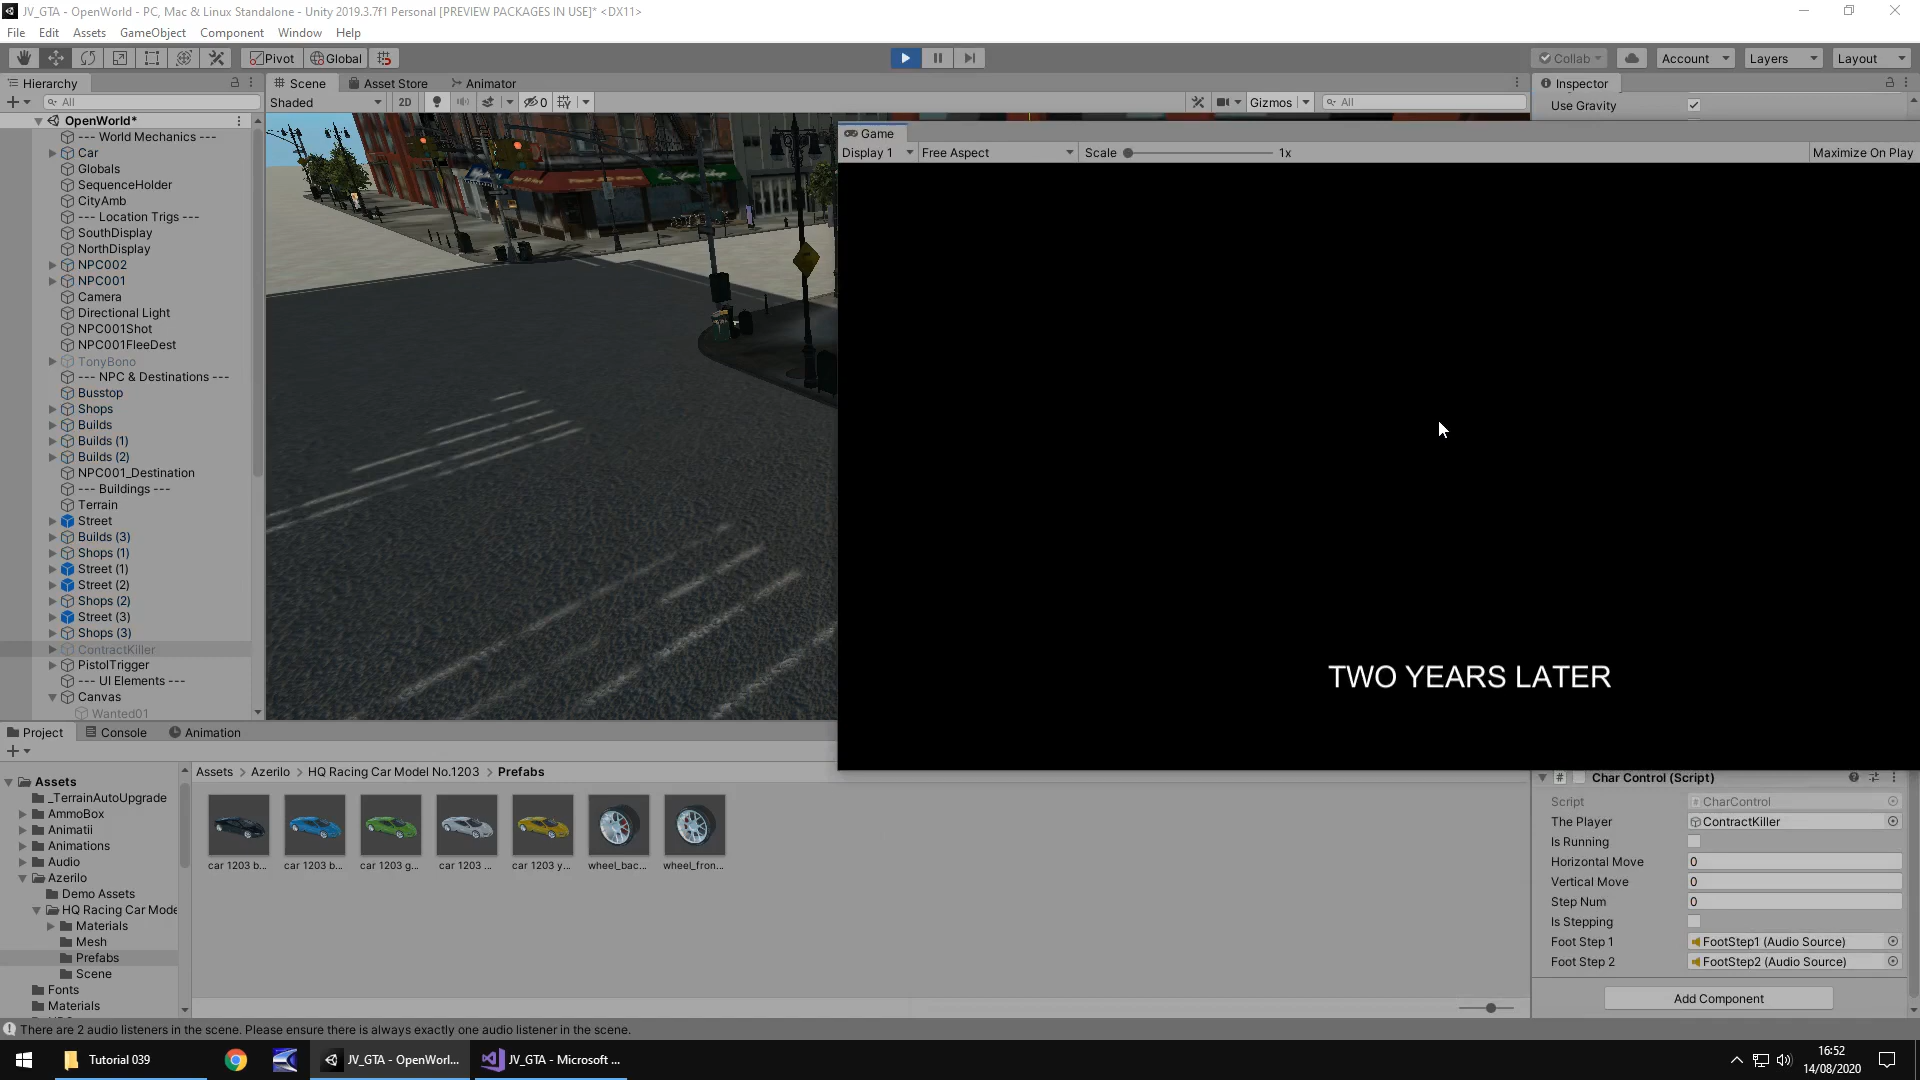 JV_GTA - OpenWorld - PC, Mac & Linux Standalone - Unity 2019.3.7f1 Personal [PREVIEW PACKAGES IN USE]* <DX11>
File Edit Assets GameObject Component Window Help
Pivot Global Collab Account Layers Layout
Hierarchy
All
OpenWorld*
--- World Mechanics ---
Car
Globals
SequenceHolder
CityAmb
--- Location Trigs ---
SouthDisplay
NorthDisplay
NPC002
NPC001
Camera
Directional Light
NPC001Shot
NPC001FleeDest
TonyBono
--- NPC & Destinations ---
Busstop
Shops
Builds
Builds (1)
Builds (2)
NPC001_Destination
--- Buildings ---
Terrain
Street
Builds (3)
Shops (1)
Street (1)
Street (2)
Shops (2)
Street (3)
Shops (3)
ContractKiller
PistolTrigger
--- UI Elements ---
Canvas
Wanted01
Scene Asset Store Animator
Shaded 2D 0 Gizmos All
Game
Display 1 Free Aspect Scale 1x Maximize On Play
TWO YEARS LATER
Inspector
Use Gravity
Char Control (Script)
Script CharControl
The Player ContractKiller
Is Running
Horizontal Move 0
Vertical Move 0
Step Num 0
Is Stepping
Foot Step 1 FootStep1 (Audio Source)
Foot Step 2 FootStep2 (Audio Source)
Add Component
Project Console Animation
Assets
_TerrainAutoUpgrade
AmmoBox
Animatii
Animations
Audio
Azerilo
Demo Assets
HQ Racing Car Mode
Materials
Mesh
Prefabs
Scene
Fonts
Materials
Assets > Azerilo > HQ Racing Car Model No.1203 > Prefabs
car 1203 b... car 1203 b... car 1203 g... car 1203 ... car 1203 y... wheel_bac... wheel_fron...
There are 2 audio listeners in the scene. Please ensure there is always exactly one audio listener in the scene.
Tutorial 039 JV_GTA - OpenWorl... JV_GTA - Microsoft ...
16:52
14/08/2020